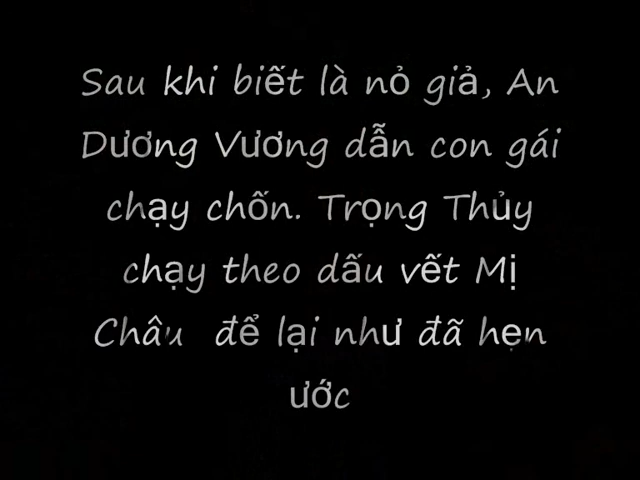 Sau khi biết là nỏ giả, An
Dương Vương dẫn con gái
chạy chốn. Trọng Thủy
chạy theo dấu vết Mị
Châu để lại như đã hẹn
ước